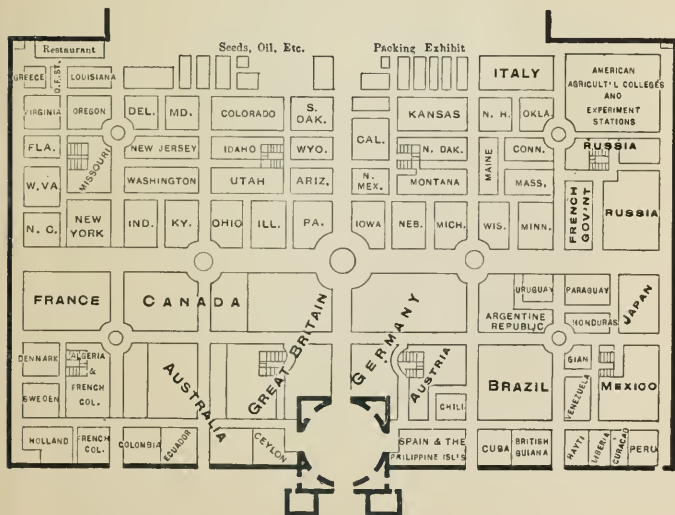 Restaurant
Seeds, Oil, Etc.
Packing Exhibit
GREECE
O.F.ST.
LOUISIANA
ITALY
AMERICAN
AGRICULT'L COLLEGES
AND
EXPERIMENT
STATIONS
VIRGINIA
OREGON
DEL.
MD.
COLORADO
S.
DAK.
KANSAS
N. H.
OKLA.
CAL.
FLA.
MISSOURI
NEW JERSEY
IDAHO
WYO.
N. DAK.
MAINE
CONN.
RUSSIA
W. VA.
WASHINGTON
UTAH
ARIZ.
N.
MEX.
MONTANA
MASS.
N. C.
NEW
YORK
IND.
KY.
OHIO
ILL.
PA.
IOWA
NEB.
MICH.
WIS.
MINN.
FRENCH
GOV'NT
RUSSIA
FRANCE
CANADA
GREAT BRITAIN
GERMANY
URUGUAY
PARAGUAY
ARGENTINE
REPUBLIC
HONDURAS
JAPAN
DENNARK
ALGERIA
&
FRENCH
COL.
AUSTRALIA
AUSTRIA
BRAZIL
SIAM
VENEZUELA
MEXICO
SWEDEN
CHILI
HOLLAND
FRENCH
COL.
COLOMBIA
ECUADOR
CEYLON
SPAIN & THE
PHILIPPINE ISL'S
CUBA
BRITISH
GUIANA
HAYTI
LIBERIA
CURACAO
PERU